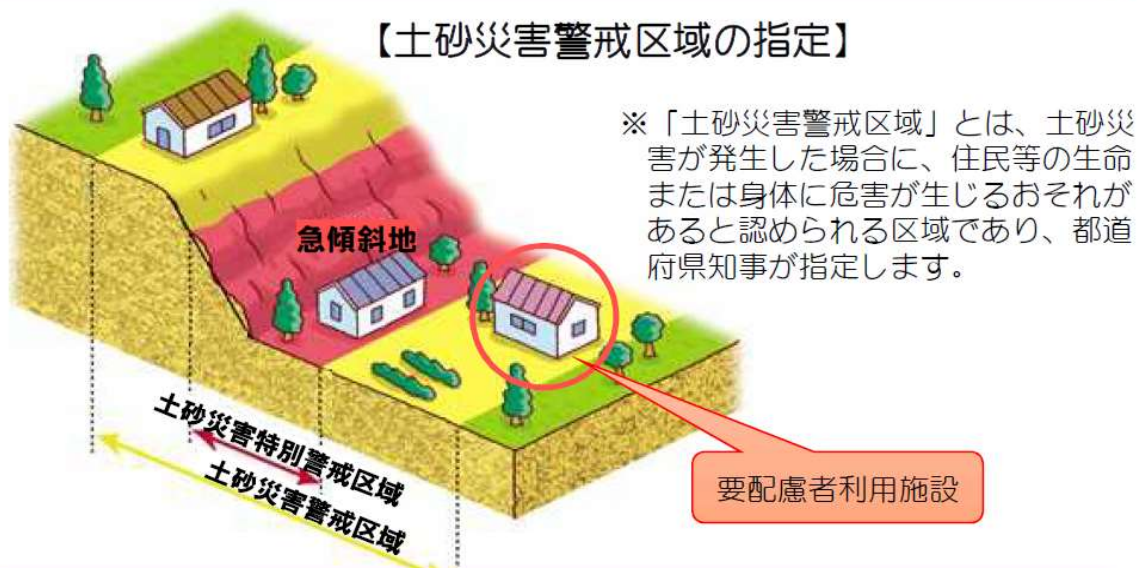 【土砂災害警戒区域の指定】
※「土砂災害警戒区域」とは、土砂災
害が発生した場合に、住民等の生命
または身体に危害が生じるおそれが
あると認められる区域であり、都道
府県知事が指定します。
急傾斜地
土砂災害特別警戒区域
土砂災害警戒区域
要配慮者利用施設